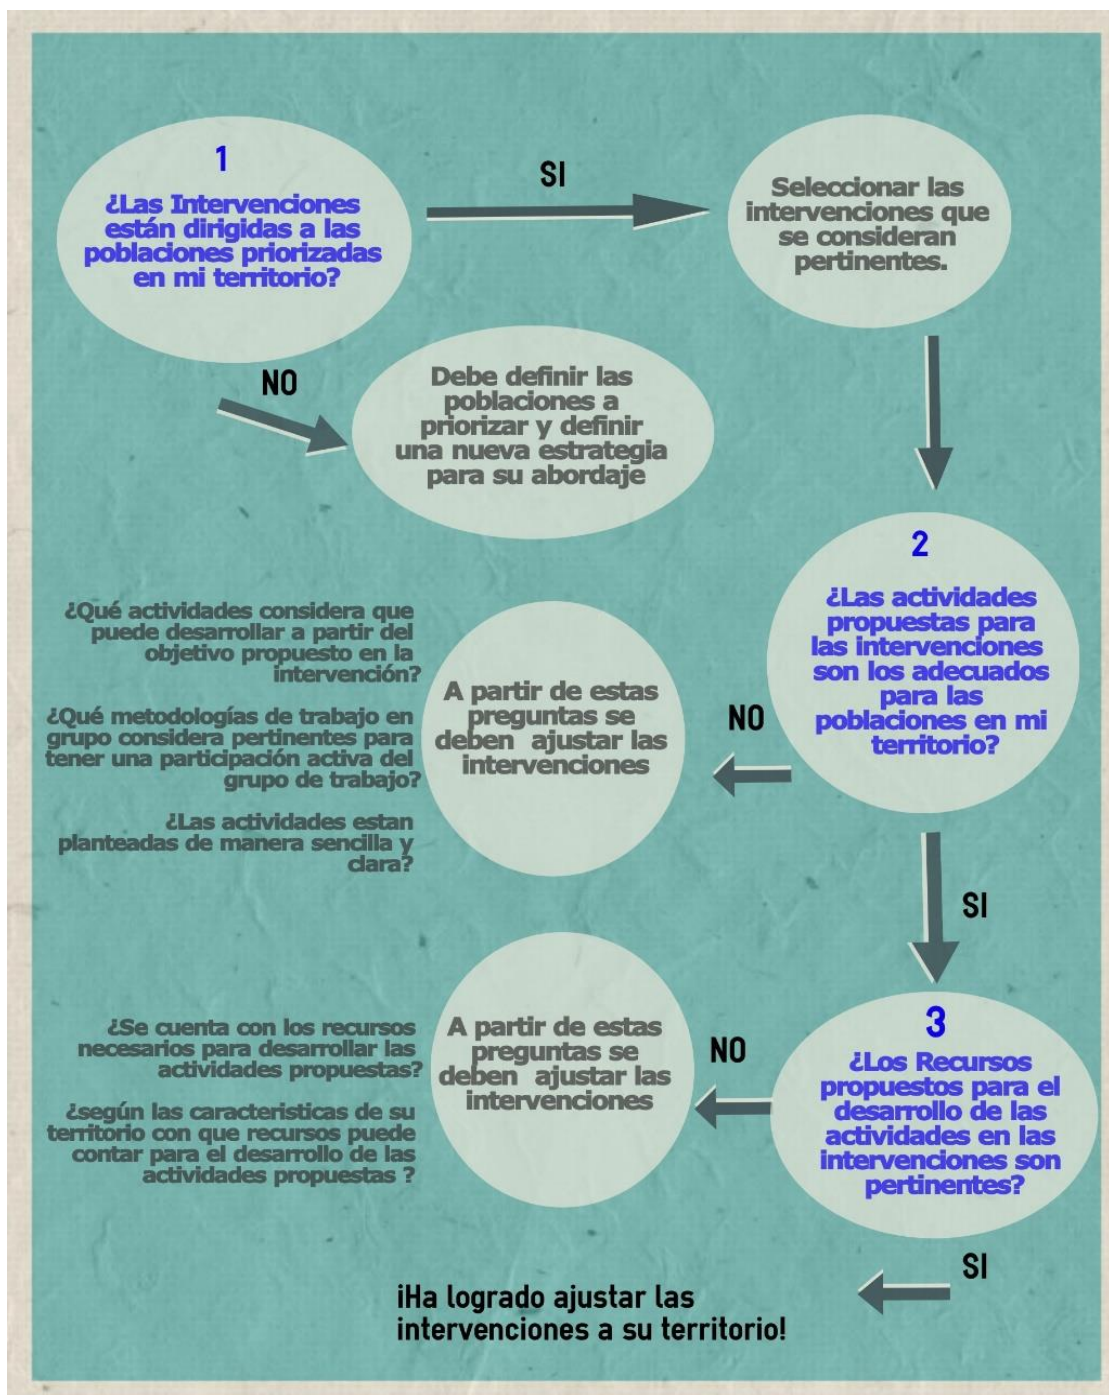 1
¿Las Intervenciones
están dirigidas a las
poblaciones priorizadas
en mi territorio?
SI
Seleccionar las
intervenciones que
se consideran
pertinentes.
NO
Debe definir las
poblaciones a
priorizar y definir
una nueva estrategia
para su abordaje
2
¿Las actividades
propuestas para
las intervenciones
son los adecuados
para las
poblaciones en mi
territorio?
NO
A partir de estas
preguntas se
deben ajustar las
intervenciones
¿Qué actividades considera que
puede desarrollar a partir del
objetivo propuesto en la
intervención?
¿Qué metodologías de trabajo en
grupo considera pertinentes para
tener una participación activa del
grupo de trabajo?
¿Las actividades estan
planteadas de manera sencilla y
clara?
SI
3
¿Los Recursos
propuestos para el
desarrollo de las
actividades en las
intervenciones son
pertinentes?
NO
A partir de estas
preguntas se
deben ajustar las
intervenciones
¿Se cuenta con los recursos
necesarios para desarrollar las
actividades propuestas?
¿según las caracteristicas de su
territorio con que recursos puede
contar para el desarrollo de las
actividades propuestas ?
SI
¡Ha logrado ajustar las
intervenciones a su territorio!